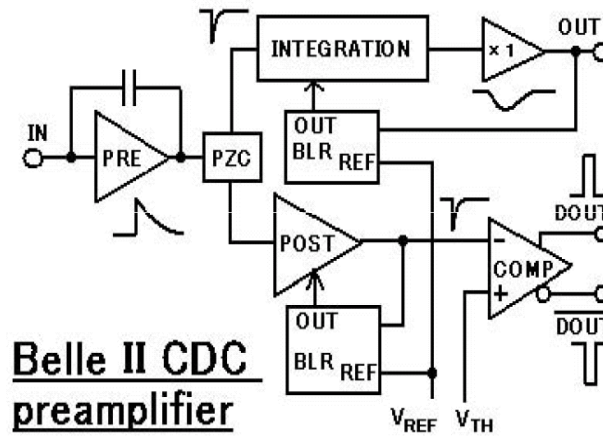 OUT
INTEGRATION
× 1
IN
OUT
BLR
REF
PRE
PZC
DOUT
POST
-
COMP
+
OUT
BLR
REF
DOUT
Belle II CDC
preamplifier
VREF
VTH